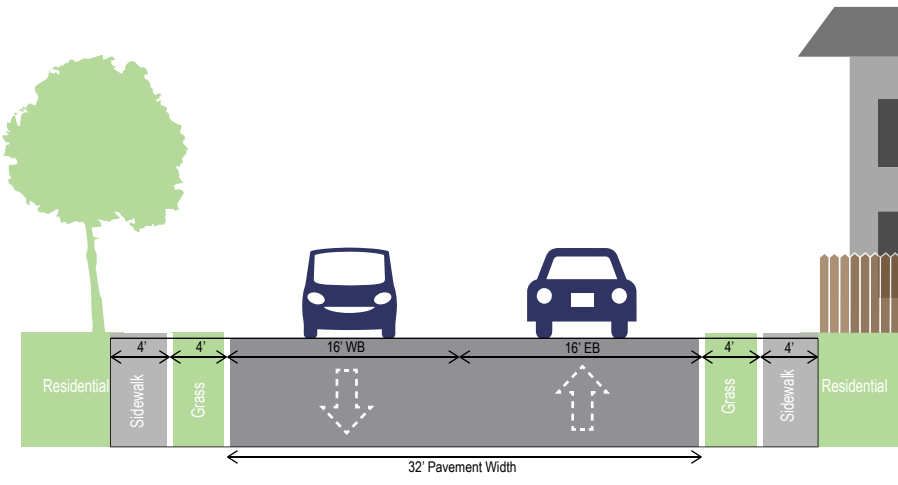 4’
4’
16’ WB
16’ EB
4’
4’
Residential
Sidewalk
Grass
Grass
Sidewalk
Residential
32’ Pavement Width